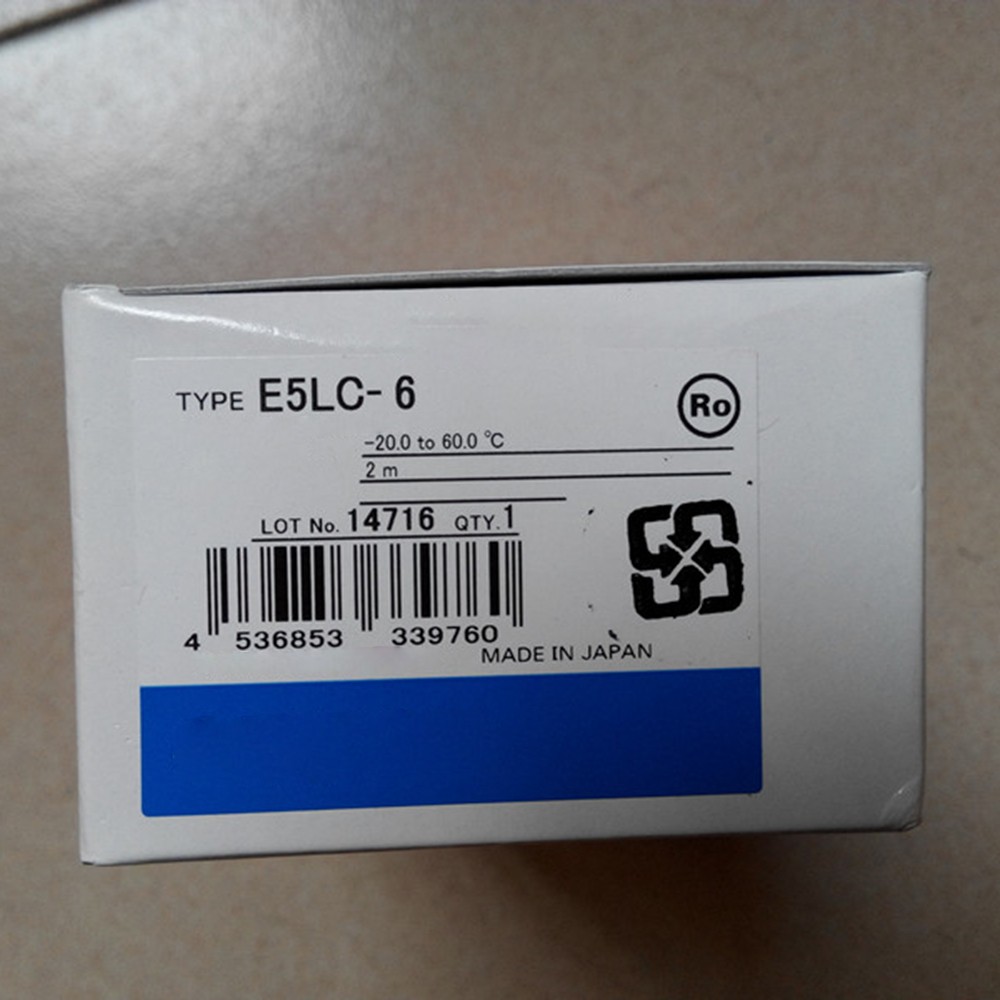 TYPE E5LC- 6
Ro
-20.0 to 60.0 ℃
2 m
LOT No. 14716 QTY. 1
4 536853 339760
MADE IN JAPAN